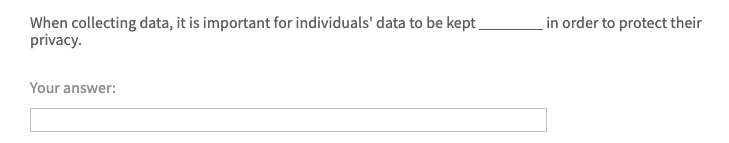 When collecting data, it is important for individuals' data to be kept ________ in order to protect their
privacy.
Your answer: